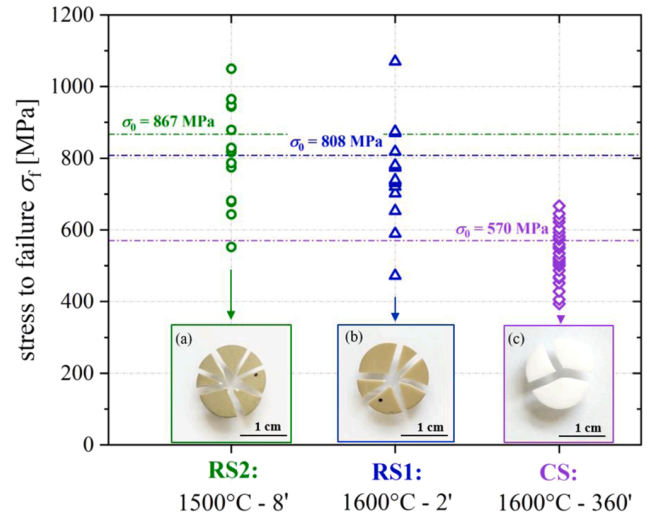 1200
1000
800
600
400
200
0
stress to failure σf [MPa]
σ0 = 867 MPa
σ0 = 808 MPa
σ0 = 570 MPa
(a)
1 cm
(b)
1 cm
(c)
1 cm
RS2:
1500°C - 8'
RS1:
1600°C - 2'
CS:
1600°C - 360'